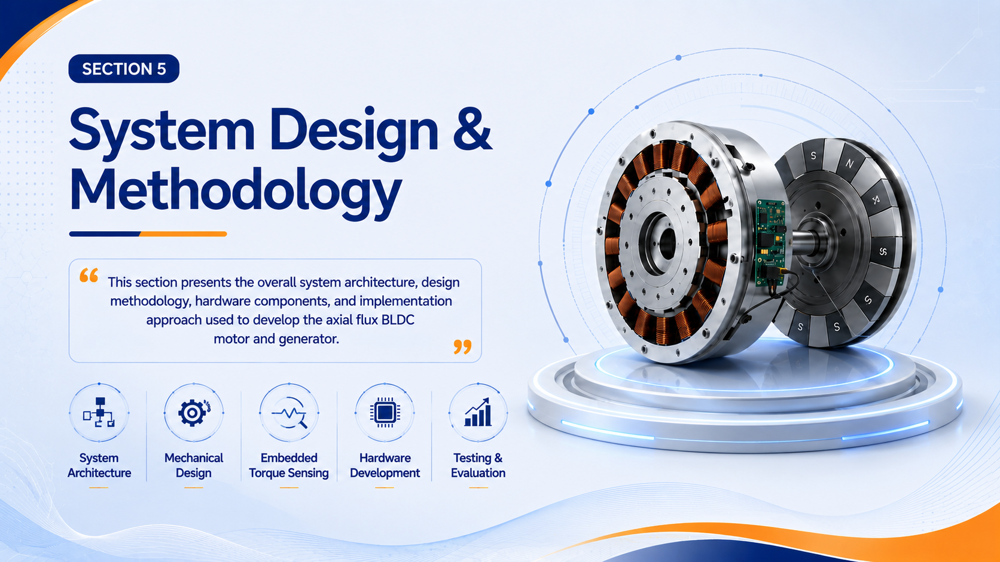 SECTION 5
System Design &
Methodology
“ This section presents the overall system architecture, design
methodology, hardware components, and implementation
approach used to develop the axial flux BLDC
motor and generator. ”
System
Architecture
Mechanical
Design
Embedded
Torque Sensing
Hardware
Development
Testing &
Evaluation
S
N
S
S
S
S